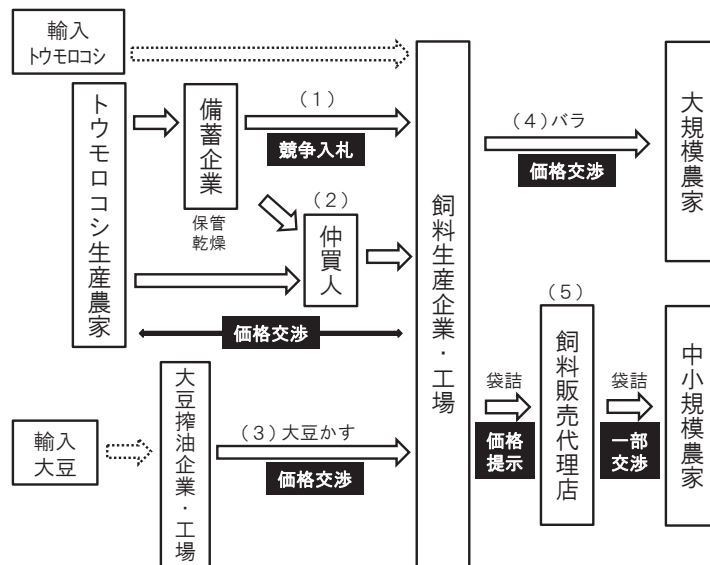 輸入
トウモロコシ
トウモロコシ生産農家
備蓄企業
保管
乾燥
(1)
競争入札
(2)
仲買人
価格交渉
輸入
大豆
大豆搾油企業・工場
(3)大豆かす
価格交渉
飼料生産企業・工場
(4)バラ
価格交渉
大規模農家
袋詰
価格
提示
(5)
飼料販売代理店
袋詰
一部
交渉
中小規模農家